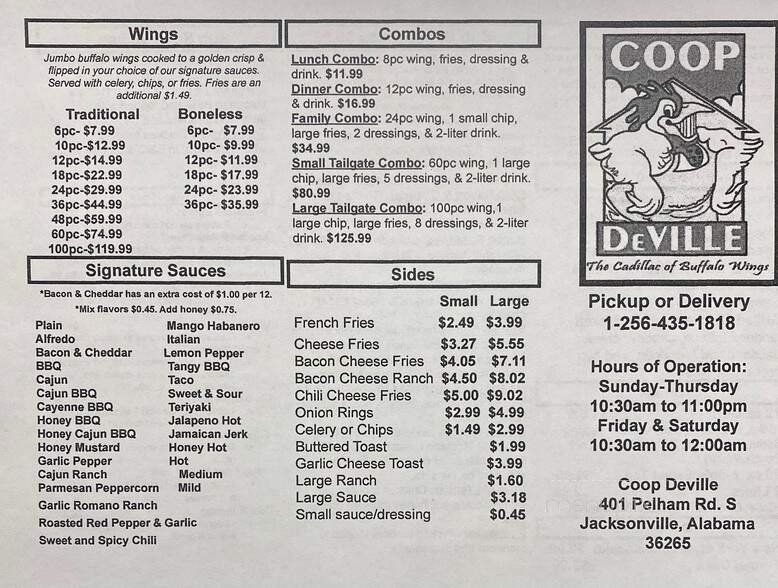 Wings
Jumbo buffalo wings cooked to a golden crisp &
flipped in your choice of our signature sauces.
Served with celery, chips, or fries. Fries are an
additional $1.49.
Traditional
6pc- $7.99
10pc-$12.99
12pc-$14.99
18pc-$22.99
24pc-$29.99
36pc-$44.99
48pc-$59.99
60pc-$74.99
100pc-$119.99
Boneless
6pc- $7.99
10pc- $9.99
12pc- $11.99
18pc- $17.99
24pc- $23.99
36pc- $35.99
Signature Sauces
*Bacon & Cheddar has an extra cost of $1.00 per 12.
*Mix flavors $0.45. Add honey $0.75.
Plain
Alfredo
Bacon & Cheddar
BBQ
Cajun
Cajun BBQ
Cayenne BBQ
Honey BBQ
Honey Cajun BBQ
Honey Mustard
Garlic Pepper
Cajun Ranch
Parmesan Peppercorn
Garlic Romano Ranch
Roasted Red Pepper & Garlic
Sweet and Spicy Chili
Mango Habanero
Italian
Lemon Pepper
Tangy BBQ
Taco
Sweet & Sour
Teriyaki
Jalapeno Hot
Jamaican Jerk
Honey Hot
Hot
Medium
Mild
Combos
Lunch Combo: 8pc wing, fries, dressing &
drink. $11.99
Dinner Combo: 12pc wing, fries, dressing
& drink. $16.99
Family Combo: 24pc wing, 1 small chip,
large fries, 2 dressings, & 2-liter drink.
$34.99
Small Tailgate Combo: 60pc wing, 1 large
chip, large fries, 5 dressings, & 2-liter drink.
$80.99
Large Tailgate Combo: 100pc wing,1
large chip, large fries, 8 dressings, & 2-liter
drink. $125.99
Sides
Small Large
French Fries $2.49 $3.99
Cheese Fries $3.27 $5.55
Bacon Cheese Fries $4.05 $7.11
Bacon Cheese Ranch $4.50 $8.02
Chili Cheese Fries $5.00 $9.02
Onion Rings $2.99 $4.99
Celery or Chips $1.49 $2.99
Buttered Toast $1.99
Garlic Cheese Toast $3.99
Large Ranch $1.60
Large Sauce $3.18
Small sauce/dressing $0.45
COOP
DEVILLE
The Cadillac of Buffalo Wings
Pickup or Delivery
1-256-435-1818
Hours of Operation:
Sunday-Thursday
10:30am to 11:00pm
Friday & Saturday
10:30am to 12:00am
Coop Deville
401 Pelham Rd. S
Jacksonville, Alabama
36265